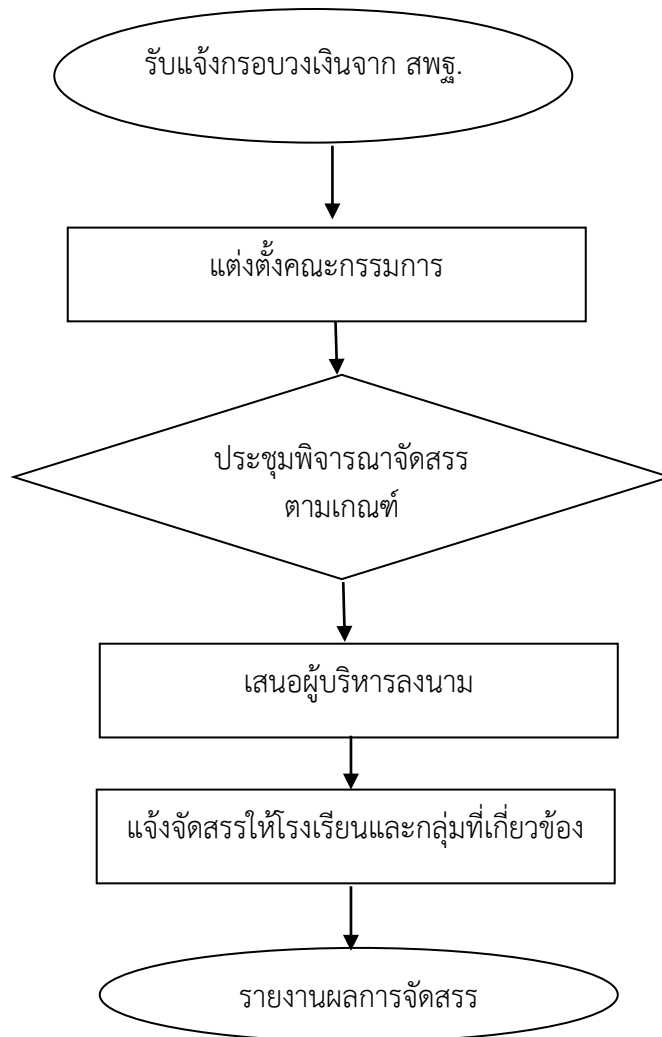 รับแจ้งกรอบวงเงินจาก สพฐ.
แต่งตั้งคณะกรรมการ
ประชุมพิจารณาจัดสรร
ตามเกณฑ์
เสนอผู้บริหารลงนาม
แจ้งจัดสรรให้โรงเรียนและกลุ่มที่เกี่ยวข้อง
รายงานผลการจัดสรร